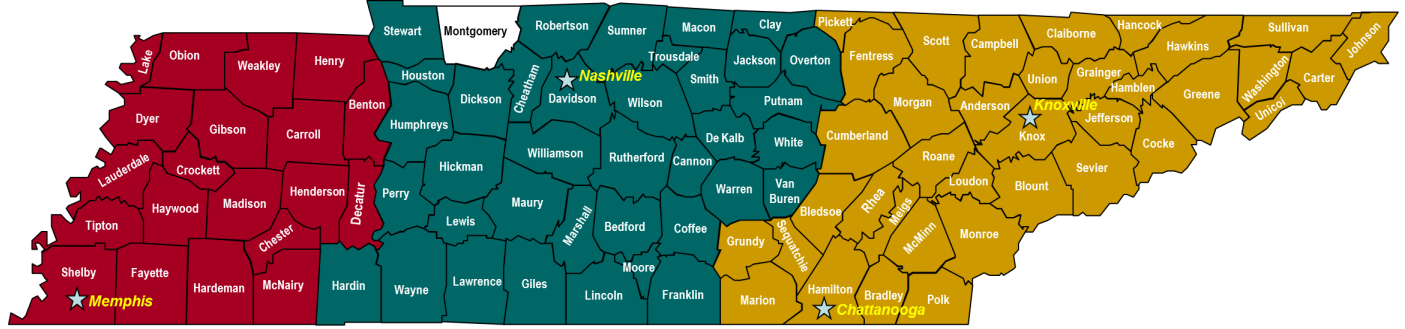 Lake
Obion
Weakley
Henry
Benton
Dyer
Gibson
Carroll
Lauderdale
Crockett
Haywood
Madison
Henderson
Decatur
Tipton
Chester
Shelby
Memphis
Fayette
Hardeman
McNairy
Stewart
Montgomery
Robertson
Sumner
Macon
Clay
Trousdale
Houston
Dickson
Cheatham
Nashville
Davidson
Wilson
Smith
Jackson
Overton
Putnam
Humphreys
Hickman
Williamson
Rutherford
De Kalb
Cannon
White
Perry
Lewis
Maury
Marshall
Bedford
Coffee
Warren
Van
Buren
Hardin
Wayne
Lawrence
Giles
Moore
Lincoln
Franklin
Pickett
Fentress
Scott
Campbell
Claiborne
Hancock
Hawkins
Sullivan
Johnson
Union
Grainger
Hamblen
Washington
Carter
Greene
Unicoi
Morgan
Anderson
Knoxville
Knox
Jefferson
Cocke
Cumberland
Roane
Loudon
Blount
Sevier
Bledsoe
Rhea
Meigs
McMinn
Monroe
Grundy
Sequatchie
Marion
Hamilton
Chattanooga
Bradley
Polk